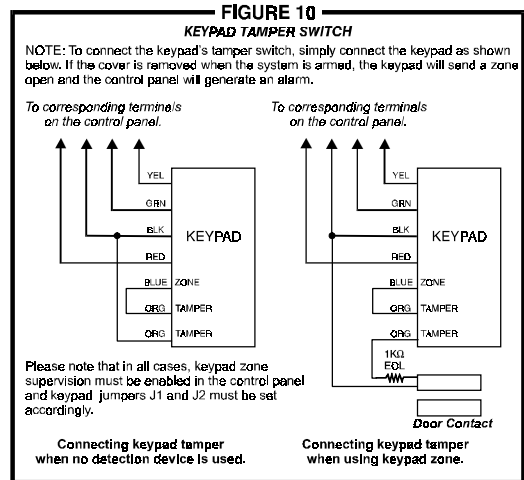 FIGURE 10
KEYPAD TAMPER SWITCH
NOTE: To connect the keypad's tamper switch, simply connect the keypad as shown
below. If the cover is removed when the system is armed, the keypad will send a zone
open and the control panel will generate an alarm.
To corresponding terminals
on the control panel.
YEL
GRN
BLK
RED
KEYPAD
BLUE ZONE
ORG TAMPER
ORG TAMPER
Please note that in all cases, keypad zone
supervision must be enabled in the control panel
and keypad jumpers J1 and J2 must be set
accordingly.
Connecting keypad tamper
when no detection device is used.
To corresponding terminals
on the control panel.
YEL
GRN
BLK
RED
KEYPAD
BLUE ZONE
ORG TAMPER
ORG TAMPER
1KΩ
EOL
Door Contact
Connecting keypad tamper
when using keypad zone.